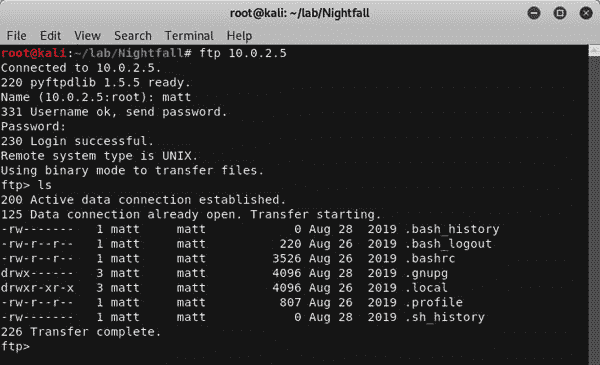 root@kali: ~/lab/Nightfall
File Edit View Search Terminal Help
root@kali:~/lab/Nightfall# ftp 10.0.2.5
Connected to 10.0.2.5.
220 pyftpdlib 1.5.5 ready.
Name (10.0.2.5:root): matt
331 Username ok, send password.
Password:
230 Login successful.
Remote system type is UNIX.
Using binary mode to transfer files.
ftp> ls
200 Active data connection established.
125 Data connection already open. Transfer starting.
-rw-------   1 matt     matt            0 Aug 28  2019 .bash_history
-rw-r--r--   1 matt     matt          220 Aug 26  2019 .bash_logout
-rw-r--r--   1 matt     matt         3526 Aug 26  2019 .bashrc
drwx------   3 matt     matt         4096 Aug 28  2019 .gnupg
drwxr-xr-x   3 matt     matt         4096 Aug 26  2019 .local
-rw-r--r--   1 matt     matt          807 Aug 26  2019 .profile
-rw-------   1 matt     matt            0 Aug 28  2019 .sh_history
226 Transfer complete.
ftp>